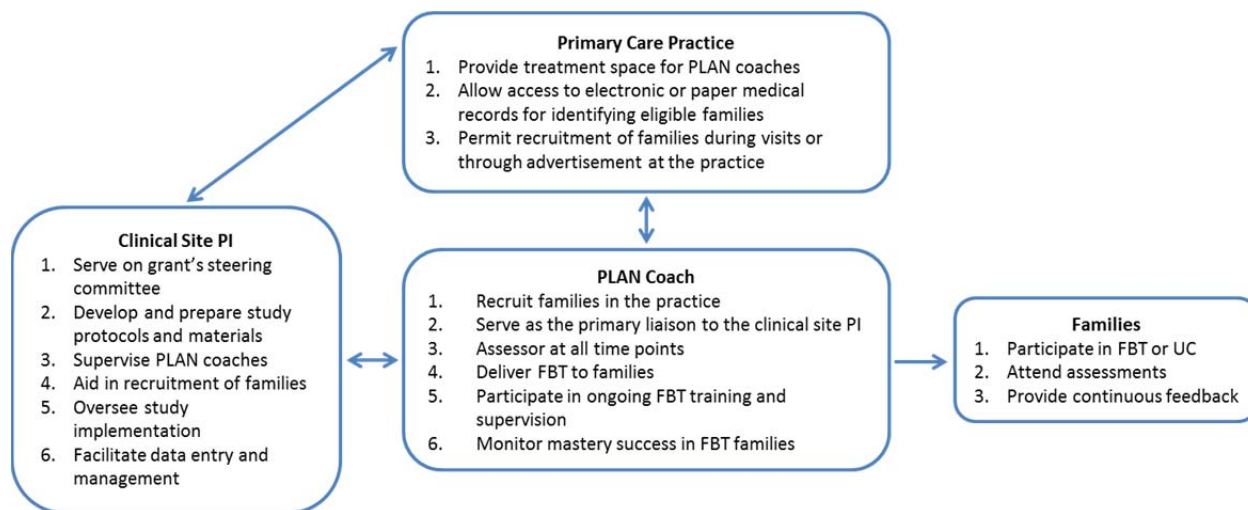 Primary Care Practice
1. Provide treatment space for PLAN coaches
2. Allow access to electronic or paper medical
records for identifying eligible families
3. Permit recruitment of families during visits or
through advertisement at the practice
Clinical Site PI
1. Serve on grant's steering
committee
2. Develop and prepare study
protocols and materials
3. Supervise PLAN coaches
4. Aid in recruitment of families
5. Oversee study
implementation
6. Facilitate data entry and
management
PLAN Coach
1. Recruit families in the practice
2. Serve as the primary liaison to the clinical site PI
3. Assessor at all time points
4. Deliver FBT to families
5. Participate in ongoing FBT training and
supervision
6. Monitor mastery success in FBT families
Families
1. Participate in FBT or UC
2. Attend assessments
3. Provide continuous feedback